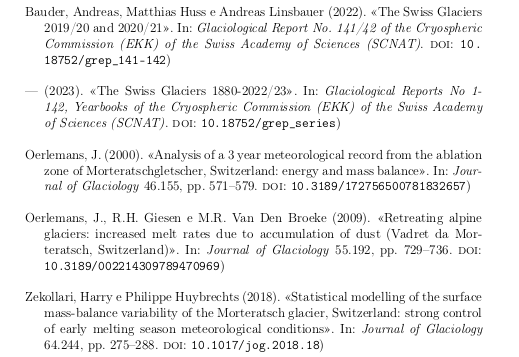 Bauder, Andreas, Matthias Huss e Andreas Linsbauer (2022). «The Swiss Glaciers
2019/20 and 2020/21». In: Glaciological Report No. 141/42 of the Cryospheric
Commission (EKK) of the Swiss Academy of Sciences (SCNAT). DOI: 10.
18752/grep_141-142)
— (2023). «The Swiss Glaciers 1880-2022/23». In: Glaciological Reports No 1-
142, Yearbooks of the Cryospheric Commission (EKK) of the Swiss Academy
of Sciences (SCNAT). DOI: 10.18752/grep_series)
Oerlemans, J. (2000). «Analysis of a 3 year meteorological record from the ablation
zone of Morteratschgletscher, Switzerland: energy and mass balance». In: Jour-
nal of Glaciology 46.155, pp. 571–579. DOI: 10.3189/172756500781832657)
Oerlemans, J., R.H. Giesen e M.R. Van Den Broeke (2009). «Retreating alpine
glaciers: increased melt rates due to accumulation of dust (Vadret da Mor-
teratsch, Switzerland)». In: Journal of Glaciology 55.192, pp. 729–736. DOI:
10.3189/002214309789470969)
Zekollari, Harry e Philippe Huybrechts (2018). «Statistical modelling of the surface
mass-balance variability of the Morteratsch glacier, Switzerland: strong control
of early melting season meteorological conditions». In: Journal of Glaciology
64.244, pp. 275–288. DOI: 10.1017/jog.2018.18)